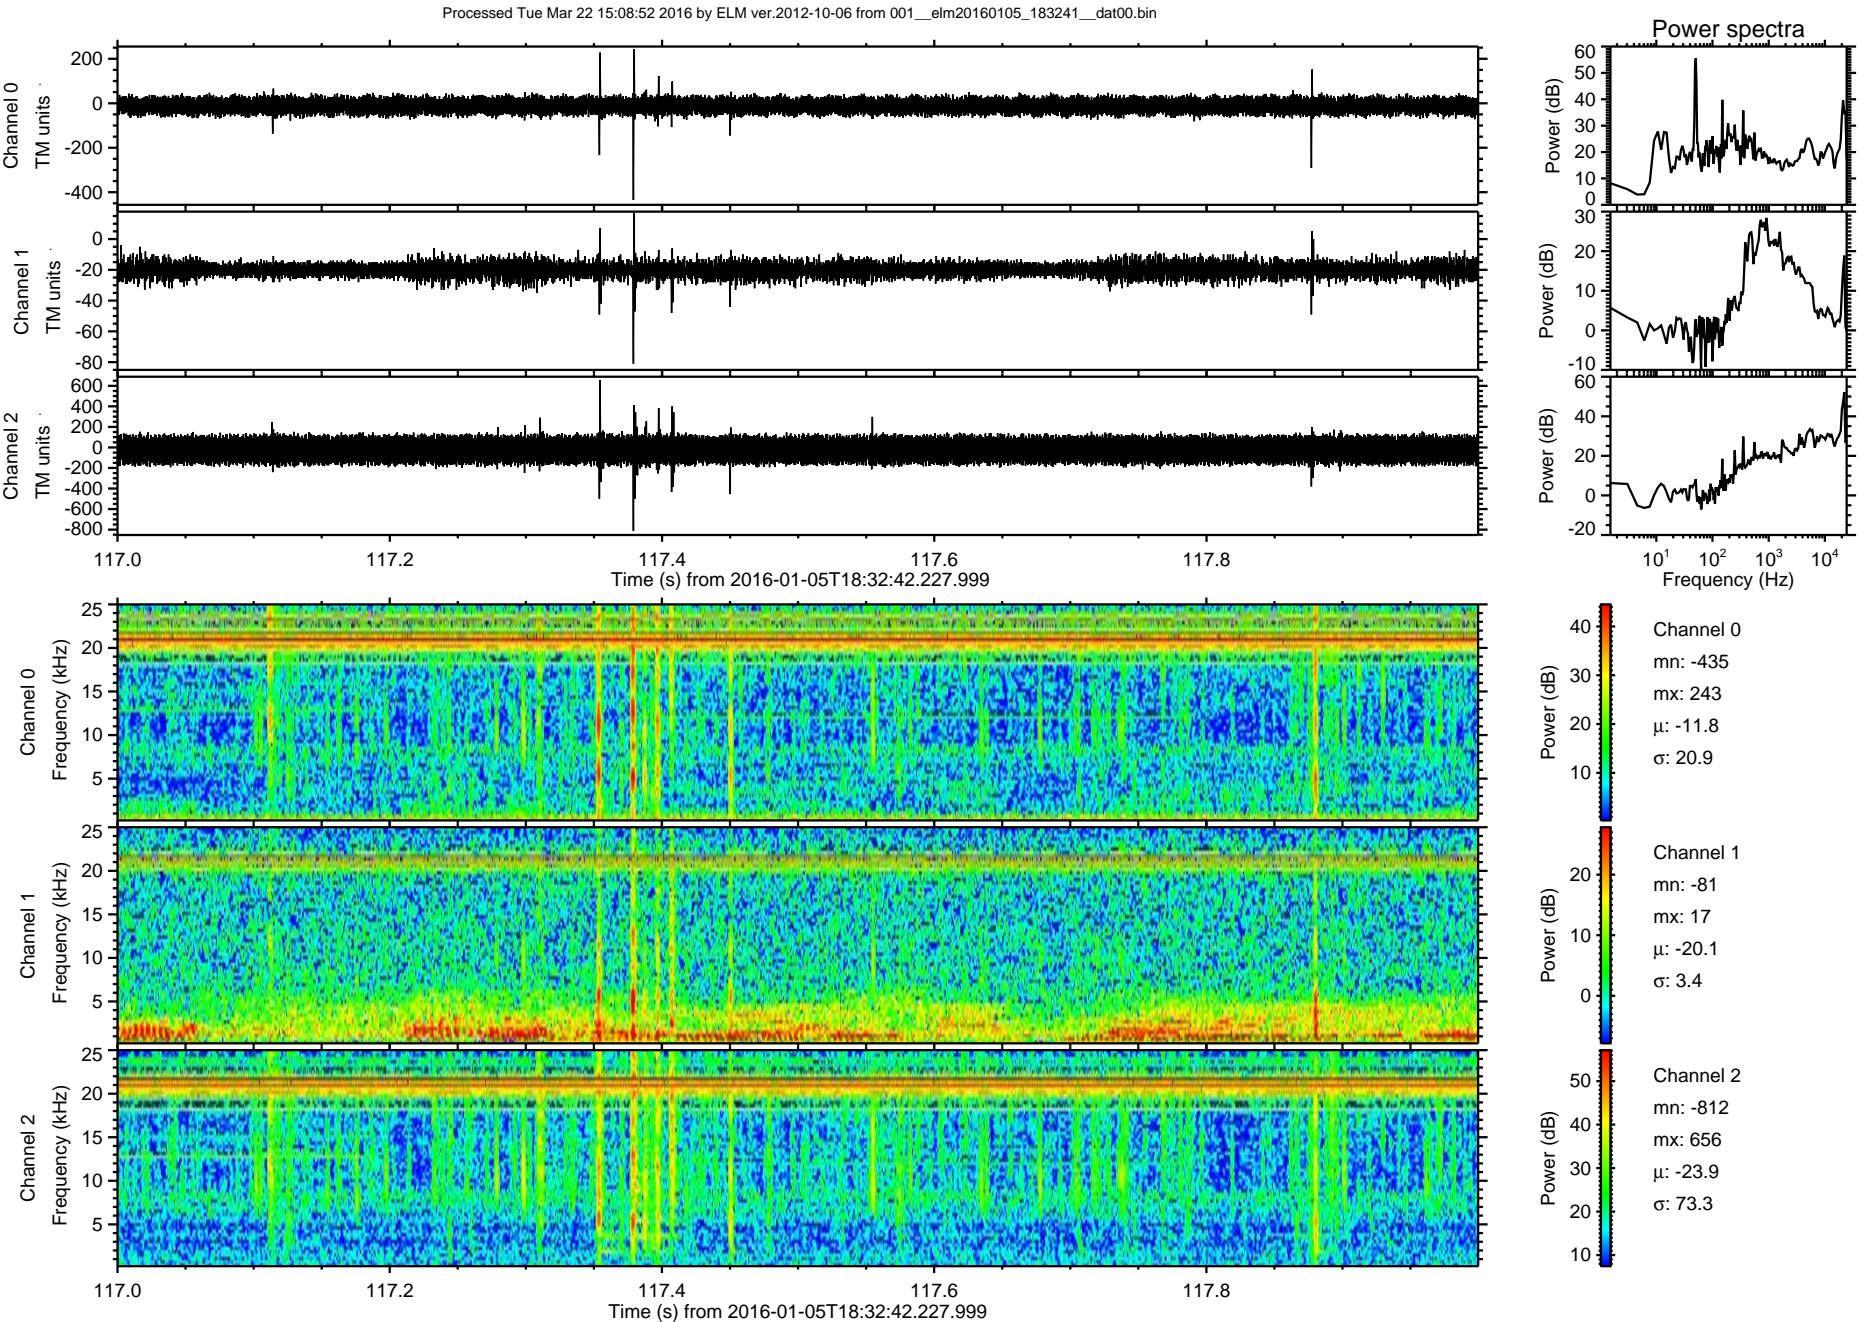 Processed Tue Mar 22 15:08:52 2016 by ELM ver.2012-10-06 from 001__elm20160105_183241__dat00.bin
Power spectra
Channel 0
TM units
200
0
-200
-400
Power (dB)
60
50
40
30
20
10
0
Channel 1
TM units
0
-20
-40
-60
-80
Power (dB)
30
20
10
0
-10
Channel 2
TM units
600
400
200
0
-200
-400
-600
-800
Power (dB)
60
40
20
0
-20
117.0 117.2 117.4 117.6 117.8
Time (s) from 2016-01-05T18:32:42.227.999
10¹ 10² 10³ 10⁴
Frequency (Hz)
Channel 0
Frequency (kHz)
25
20
15
10
5
Power (dB)
40
30
20
10
Channel 0
mn: -435
mx: 243
μ: -11.8
σ: 20.9
Channel 1
Frequency (kHz)
25
20
15
10
5
Power (dB)
20
10
0
Channel 1
mn: -81
mx: 17
μ: -20.1
σ: 3.4
Channel 2
Frequency (kHz)
25
20
15
10
5
Power (dB)
50
40
30
20
10
Channel 2
mn: -812
mx: 656
μ: -23.9
σ: 73.3
117.0 117.2 117.4 117.6 117.8
Time (s) from 2016-01-05T18:32:42.227.999